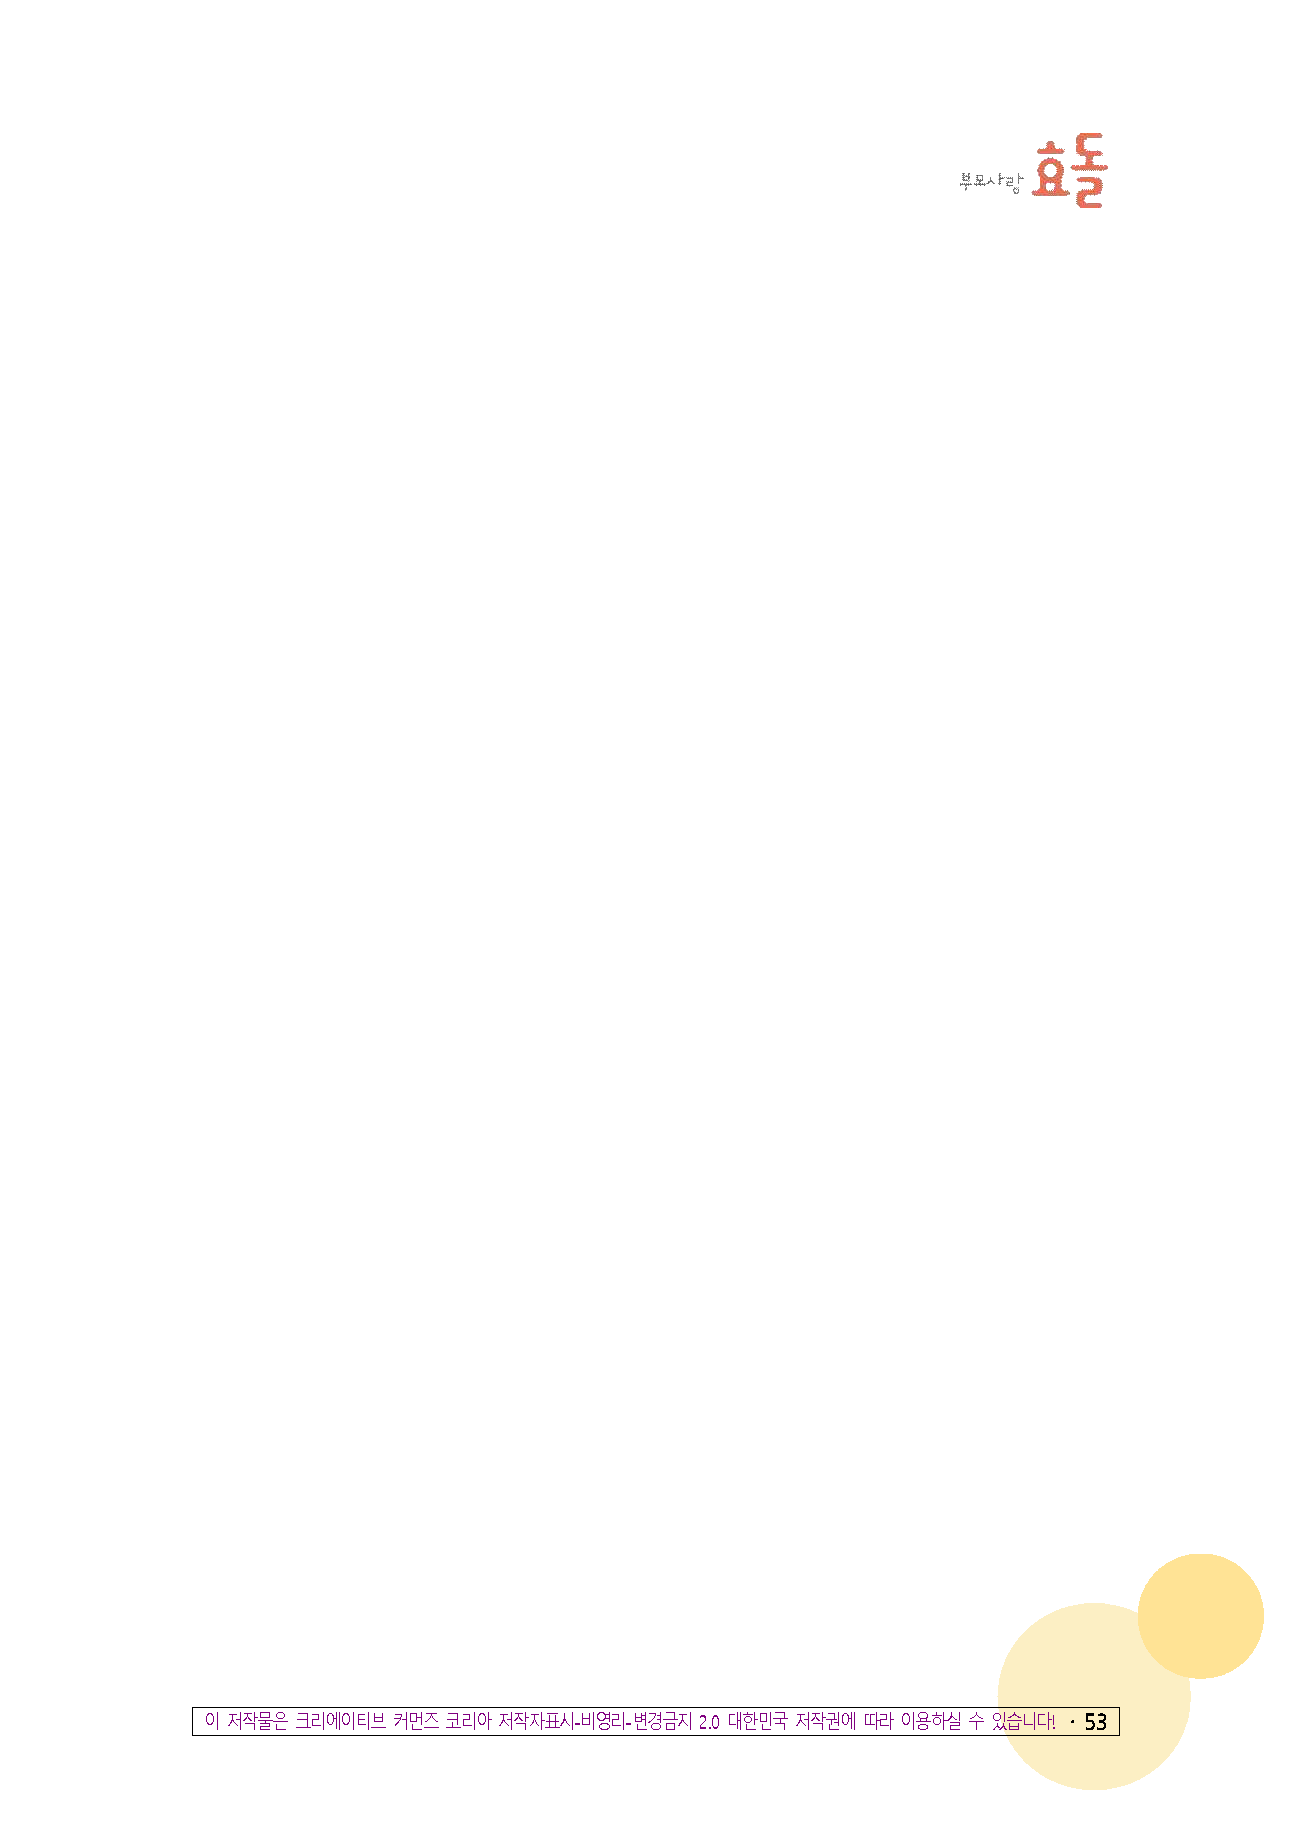 부모사랑 효돌
이 저작물은 크리에이티브 커먼즈 코리아 저작자표시-비영리-변경금지 2.0 대한민국 저작권에 따라 이용하실 수 있습니다! · 53